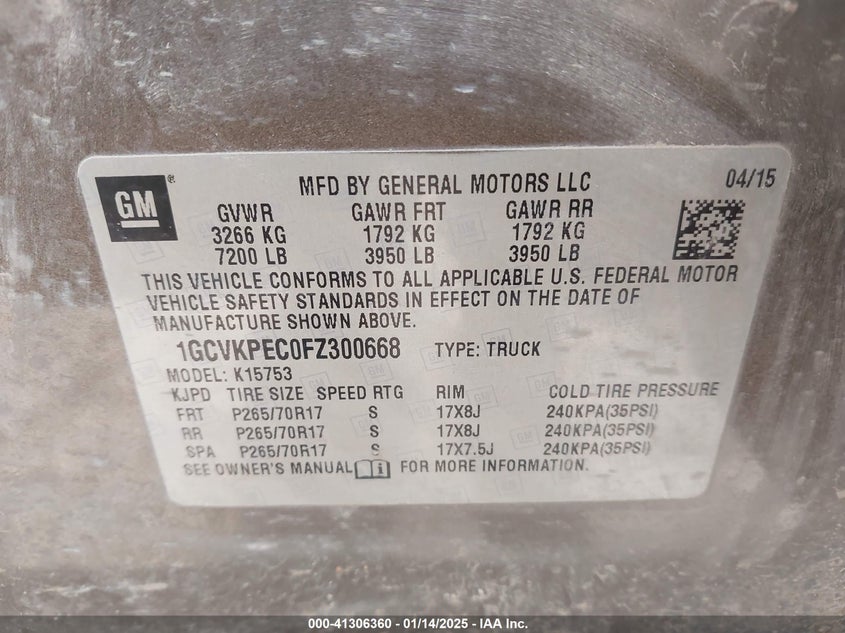 GM ®
MFD BY GENERAL MOTORS LLC 04/15
GVWR GAWR FRT GAWR RR
3266 KG 1792 KG 1792 KG
7200 LB 3950 LB 3950 LB
THIS VEHICLE CONFORMS TO ALL APPLICABLE U.S. FEDERAL MOTOR
VEHICLE SAFETY STANDARDS IN EFFECT ON THE DATE OF
MANUFACTURE SHOWN ABOVE.
1GCVKPEC0FZ300668 TYPE: TRUCK
MODEL: K15753
KJPD TIRE SIZE SPEED RTG RIM COLD TIRE PRESSURE
FRT P265/70R17 S 17X8J 240KPA(35PSI)
RR P265/70R17 S 17X8J 240KPA(35PSI)
SPA P265/70R17 S 17X7.5J 240KPA(35PSI)
SEE OWNER'S MANUAL i FOR MORE INFORMATION.
000-41306360 - 01/14/2025 - IAA Inc.